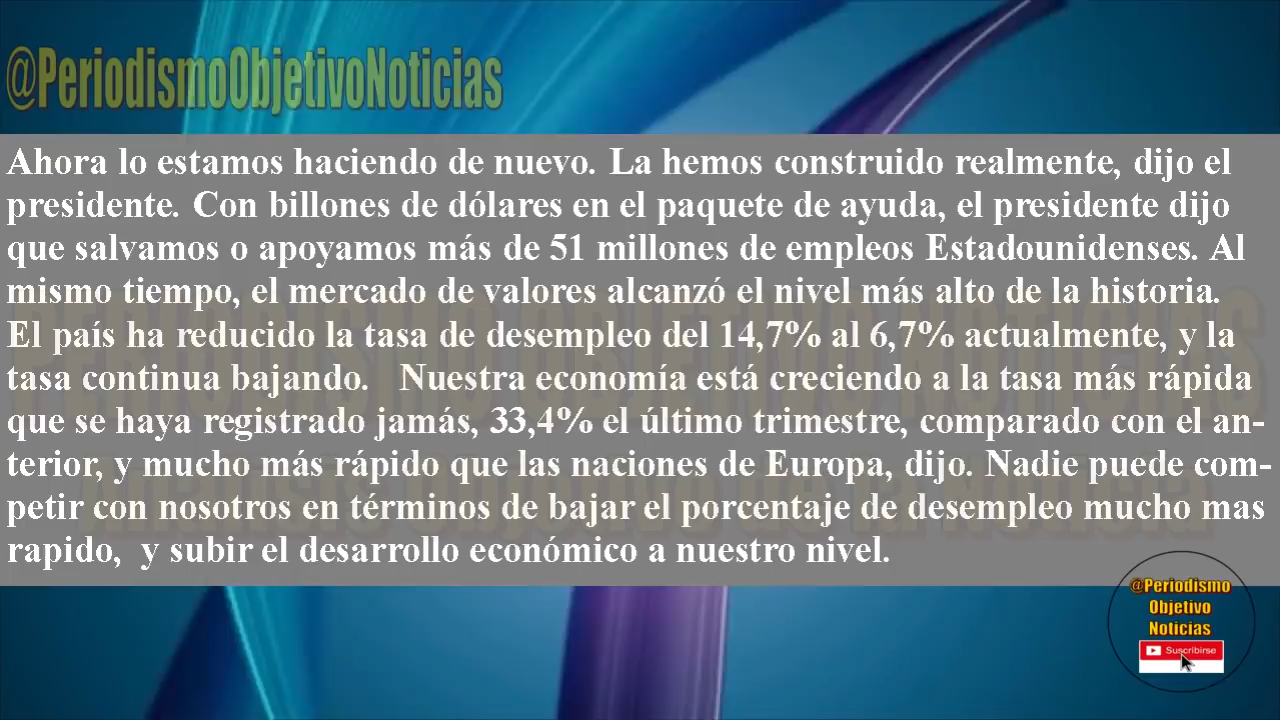 @PeriodismoObjetivoNoticias
Ahora lo estamos haciendo de nuevo. La hemos construido realmente, dijo el
presidente. Con billones de dólares en el paquete de ayuda, el presidente dijo
que salvamos o apoyamos más de 51 millones de empleos Estadounidenses. Al
mismo tiempo, el mercado de valores alcanzó el nivel más alto de la historia.
El país ha reducido la tasa de desempleo del 14,7% al 6,7% actualmente, y la
tasa continua bajando.   Nuestra economía está creciendo a la tasa más rápida
que se haya registrado jamás, 33,4% el último trimestre, comparado con el an-
terior, y mucho más rápido que las naciones de Europa, dijo. Nadie puede com-
petir con nosotros en términos de bajar el porcentaje de desempleo mucho mas
rapido,  y subir el desarrollo económico a nuestro nivel.
@Periodismo
Objetivo
Noticias
Suscribirse